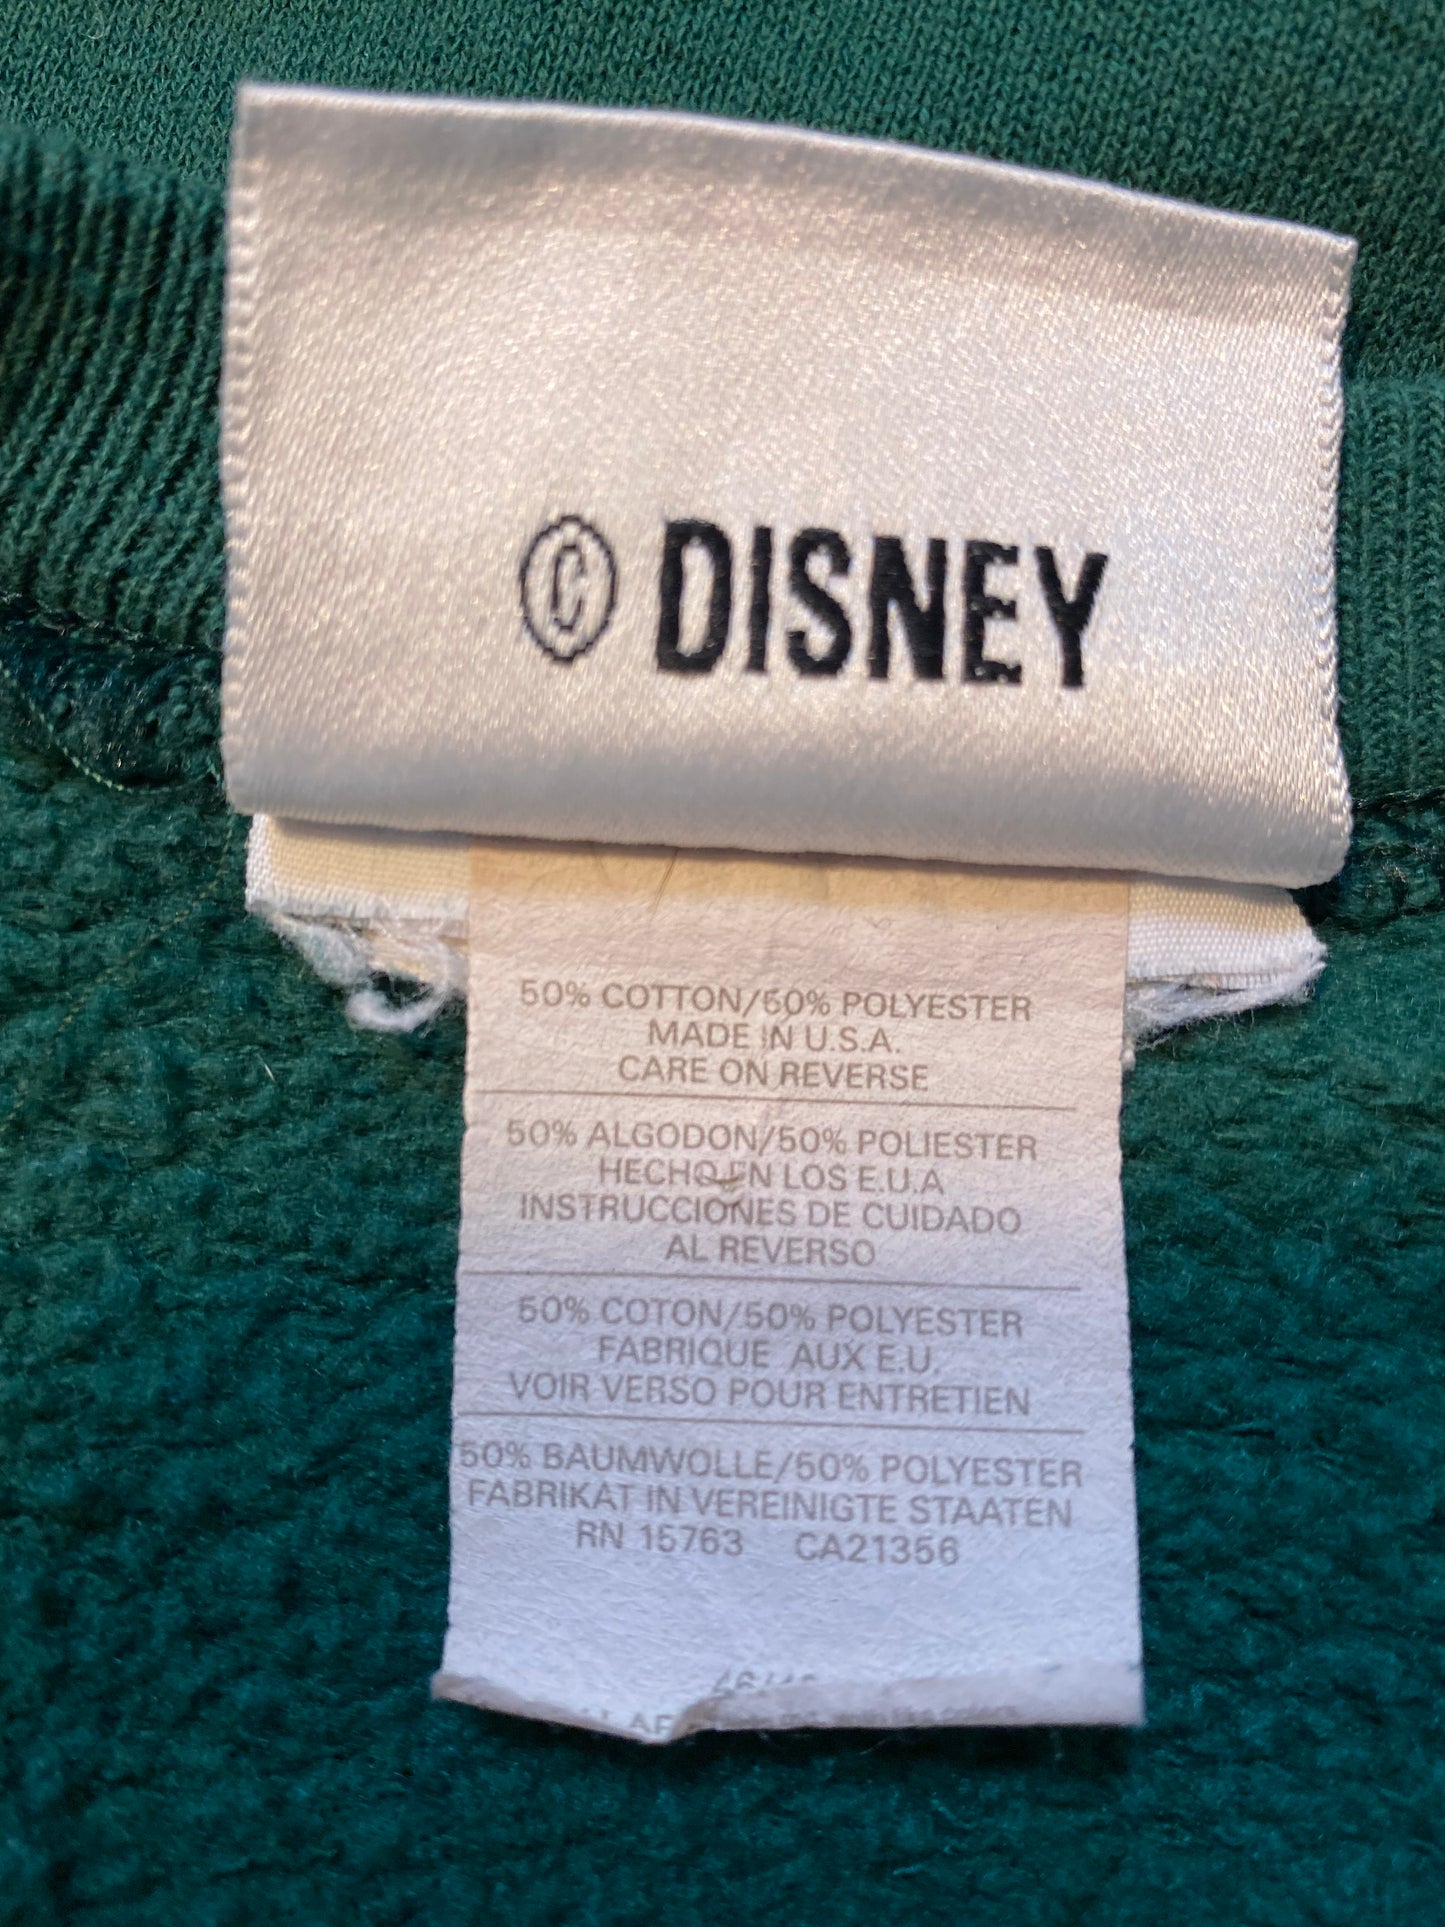 © DISNEY
50% COTTON/50% POLYESTER
MADE IN U.S.A.
CARE ON REVERSE
50% ALGODON/50% POLIESTER
HECHO EN LOS E.U.A
INSTRUCCIONES DE CUIDADO
AL REVERSO
50% COTON/50% POLYESTER
FABRIQUE AUX E.U.
VOIR VERSO POUR ENTRETIEN
50% BAUMWOLLE/50% POLYESTER
FABRIKAT IN VEREINIGTE STAATEN
RN 15763 CA21356